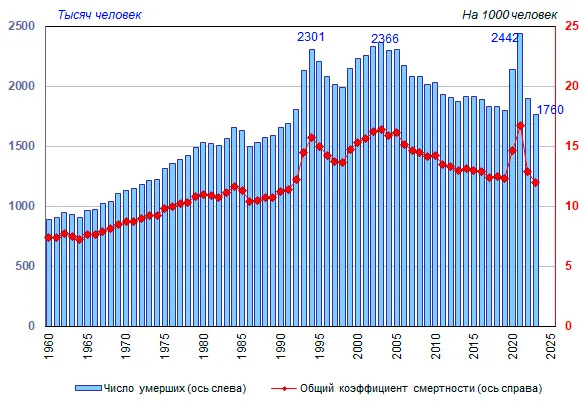 Тысяч человек На 1000 человек
2500 25
2301 2366 2442
2000 20
1760
1500 15
1000 10
500 5
0 0
1960 1965 1970 1975 1980 1985 1990 1995 2000 2005 2010 2015 2020 2025
Число умерших (ось слева) Общий коэффициент смертности (ось справа)